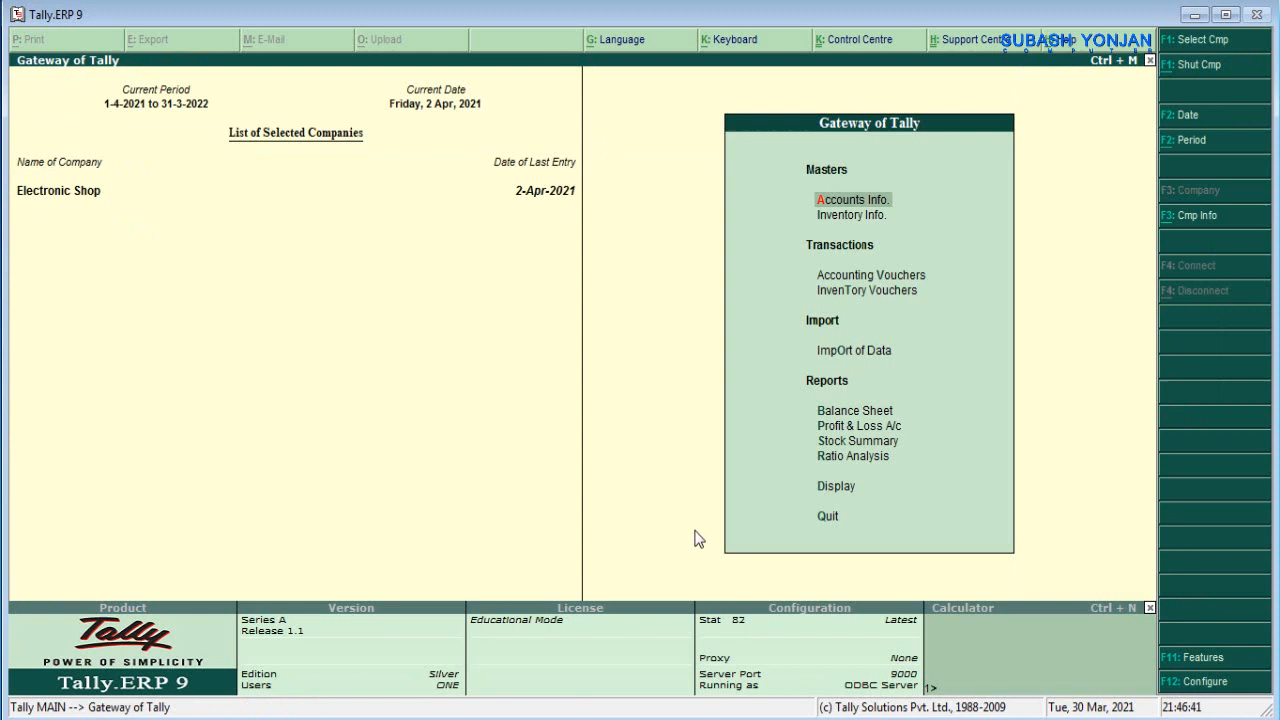 Tally.ERP 9
P: Print
E: Export
M: E-Mail
O: Upload
G: Language
K: Keyboard
K: Control Centre
H: Support Cent
SUBASH YONJAN
Gateway of Tally
Ctrl + M
Current Period
1-4-2021 to 31-3-2022
Current Date
Friday, 2 Apr, 2021
List of Selected Companies
Name of Company
Date of Last Entry
Electronic Shop
2-Apr-2021
Gateway of Tally
Masters
Accounts Info.
Inventory Info.
Transactions
Accounting Vouchers
InvenTory Vouchers
Import
ImpOrt of Data
Reports
Balance Sheet
Profit & Loss A/c
Stock Summary
Ratio Analysis
Display
Quit
F1: Select Cmp
F1: Shut Cmp
F2: Date
F2: Period
F3: Company
F3: Cmp Info
F4: Connect
F4: Disconnect
F11: Features
F12: Configure
Product
Tally
POWER OF SIMPLICITY
Tally.ERP 9
Version
Series A
Release 1.1
Edition Silver
Users ONE
License
Educational Mode
Configuration
Stat 82 Latest
Proxy None
Server Port 9000
Running as ODBC Server
Calculator
Ctrl + N
1>
Tally MAIN --> Gateway of Tally
(c) Tally Solutions Pvt. Ltd., 1988-2009
Tue, 30 Mar, 2021
21:46:41